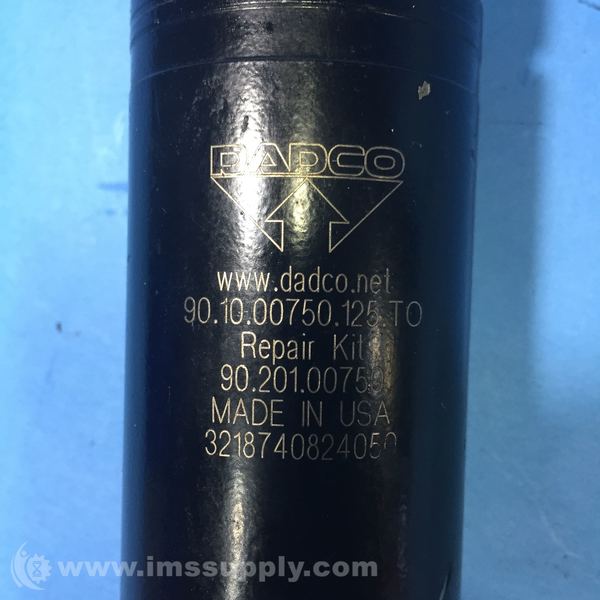 DADCO
www.dadco.net
90.10.00750.125.TO
Repair Kit
90.201.00750
MADE IN USA
3218740824050
www.imssupply.com